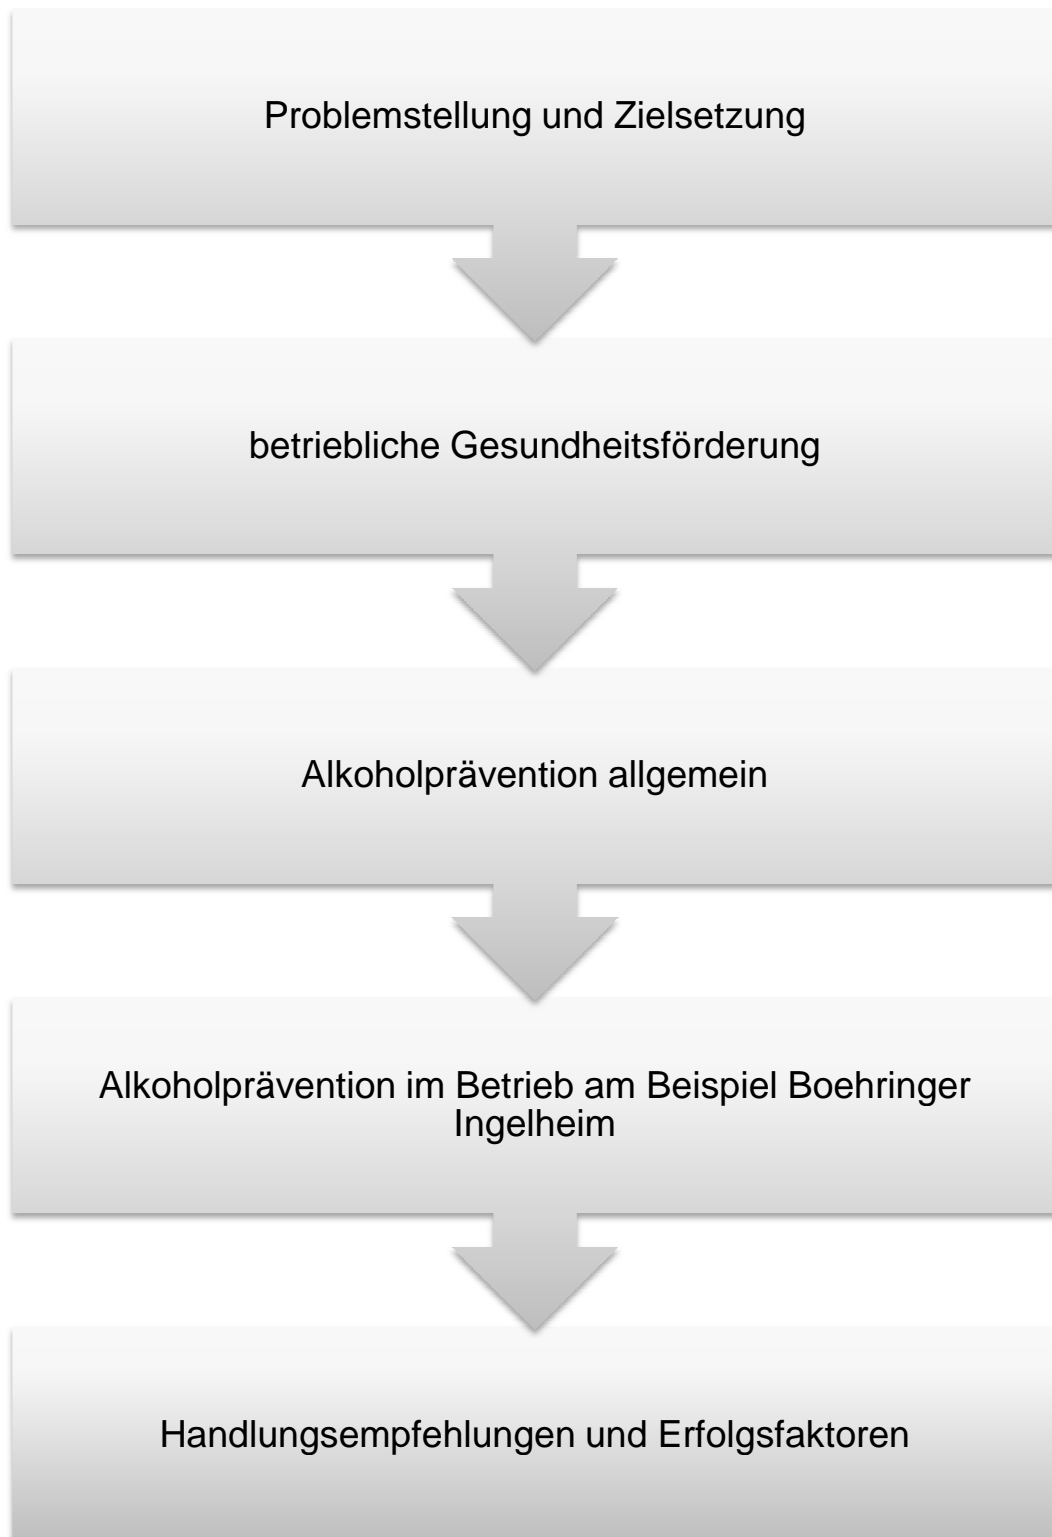 Problemstellung und Zielsetzung
betriebliche Gesundheitsförderung
Alkoholprävention allgemein
Alkoholprävention im Betrieb am Beispiel Boehringer
Ingelheim
Handlungsempfehlungen und Erfolgsfaktoren